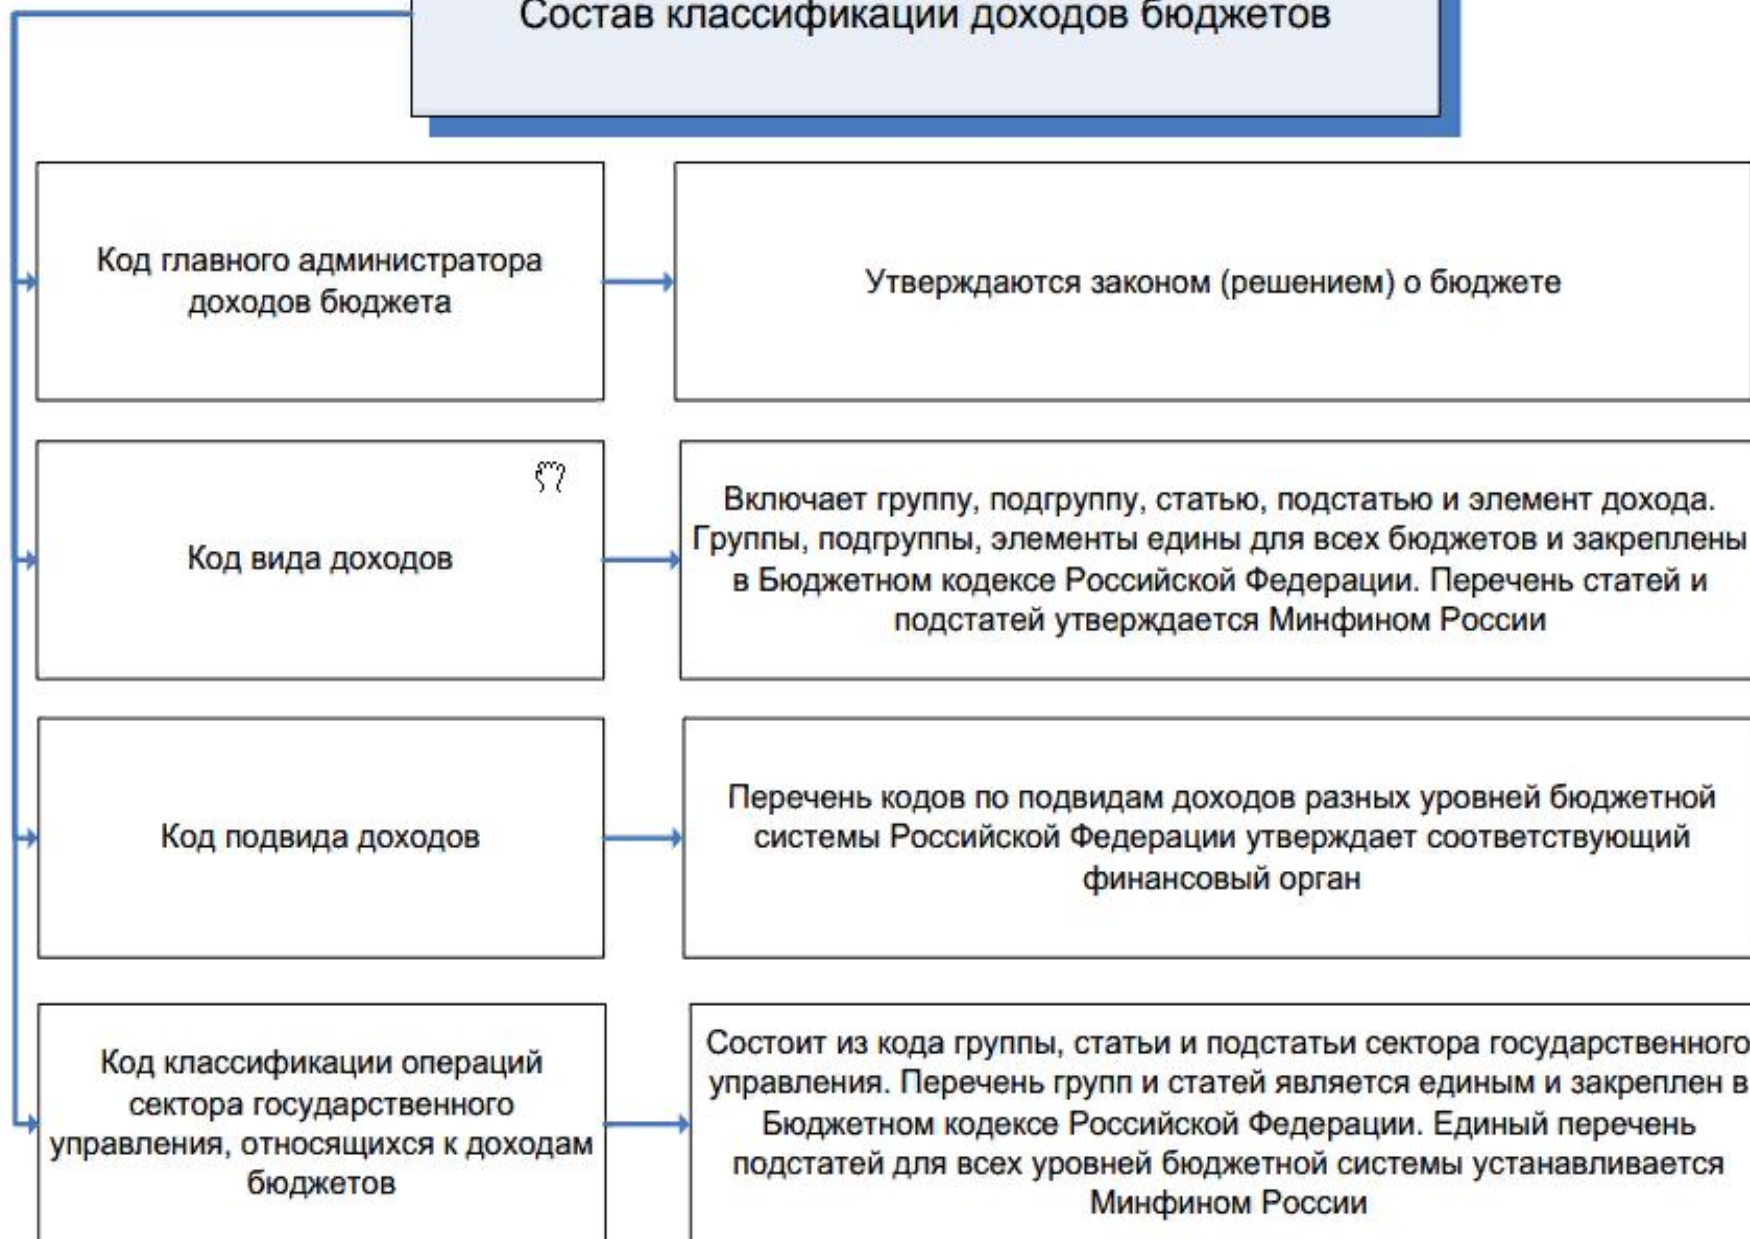 Состав классификации доходов бюджетов
Код главного администратора
доходов бюджета
Утверждаются законом (решением) о бюджете
Код вида доходов
Включает группу, подгруппу, статью, подстатью и элемент дохода.
Группы, подгруппы, элементы едины для всех бюджетов и закреплены
в Бюджетном кодексе Российской Федерации. Перечень статей и
подстатей утверждается Минфином России
Код подвида доходов
Перечень кодов по подвидам доходов разных уровней бюджетной
системы Российской Федерации утверждает соответствующий
финансовый орган
Код классификации операций
сектора государственного
управления, относящихся к доходам
бюджетов
Состоит из кода группы, статьи и подстатьи сектора государственного
управления. Перечень групп и статей является единым и закреплен в
Бюджетном кодексе Российской Федерации. Единый перечень
подстатей для всех уровней бюджетной системы устанавливается
Минфином России